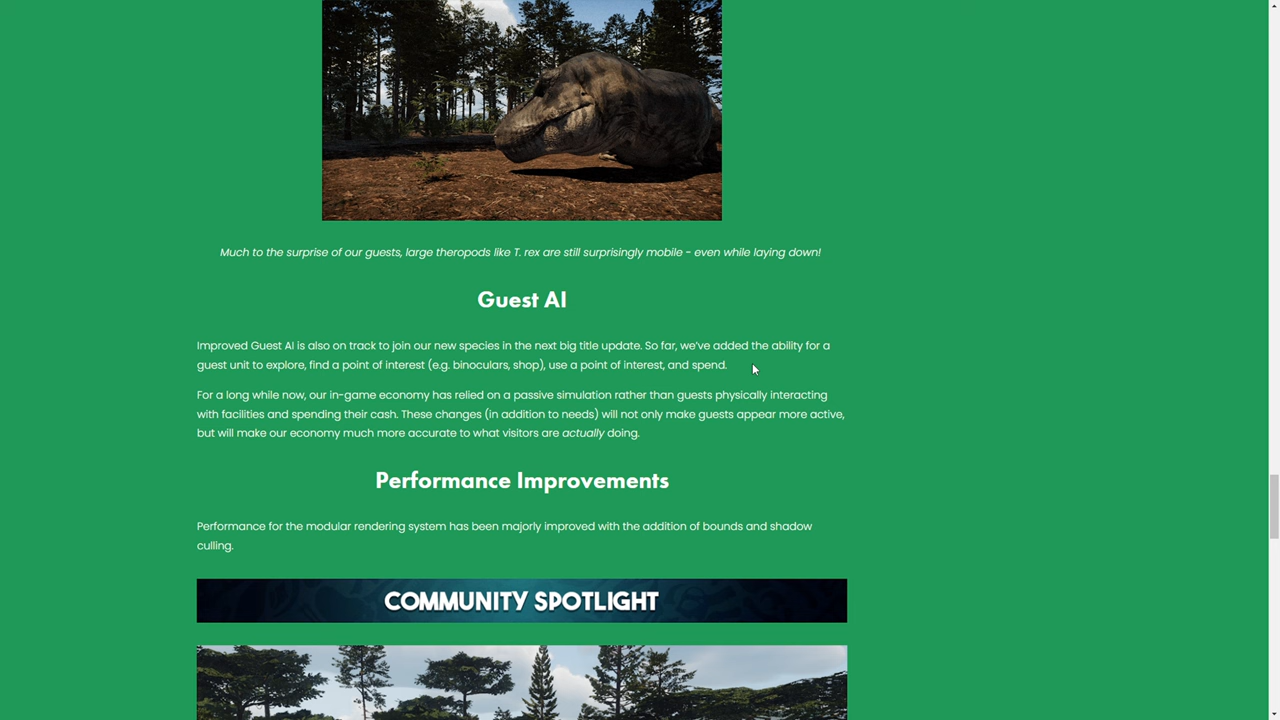 Much to the surprise of our guests, large theropods like T. rex are still surprisingly mobile - even while laying down!
Guest AI
Improved Guest AI is also on track to join our new species in the next big title update. So far, we've added the ability for a
guest unit to explore, find a point of interest (e.g. binoculars, shop), use a point of interest, and spend.
For a long while now, our in-game economy has relied on a passive simulation rather than guests physically interacting
with facilities and spending their cash. These changes (in addition to needs) will not only make guests appear more active,
but will make our economy much more accurate to what visitors are actually doing.
Performance Improvements
Performance for the modular rendering system has been majorly improved with the addition of bounds and shadow
culling.
COMMUNITY SPOTLIGHT